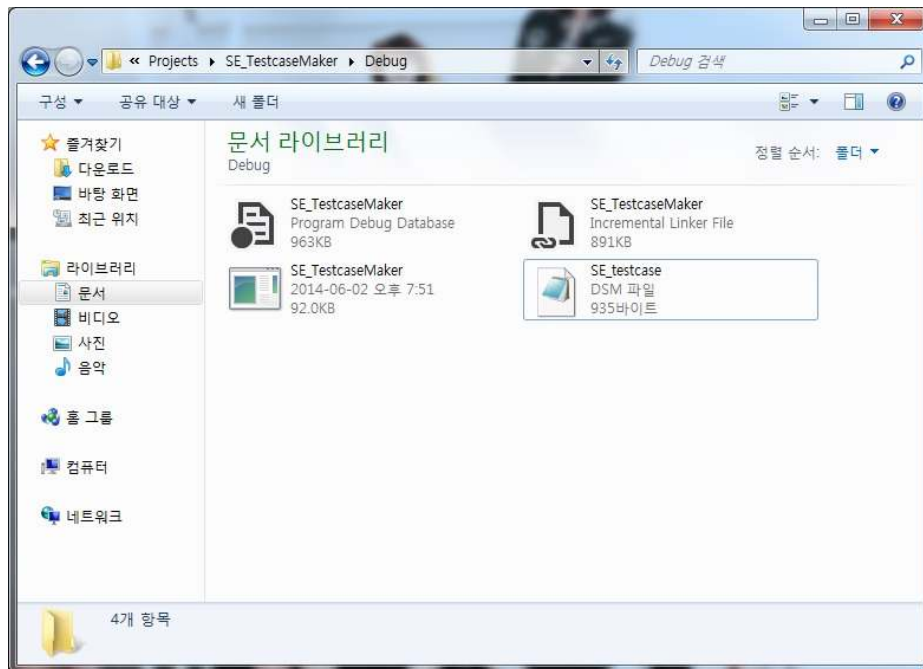 « Projects ▸ SE_TestcaseMaker ▸ Debug
Debug 검색
구성 ▼ 공유 대상 ▼ 새 폴더
즐겨찾기
다운로드
바탕 화면
최근 위치
라이브러리
문서
비디오
사진
음악
홈 그룹
컴퓨터
네트워크
문서 라이브러리
Debug
정렬 순서: 폴더 ▼
SE_TestcaseMaker
Program Debug Database
963KB
SE_TestcaseMaker
Incremental Linker File
891KB
SE_TestcaseMaker
2014-06-02 오후 7:51
92.0KB
SE_testcase
DSM 파일
935바이트
4개 항목